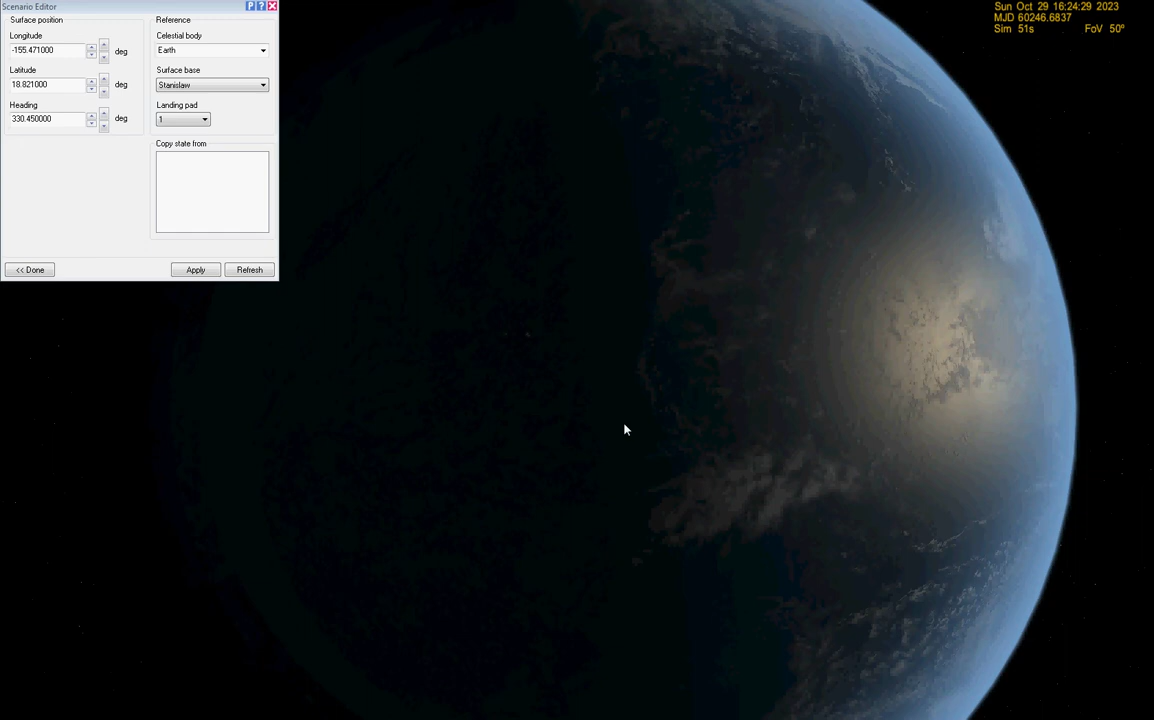 Scenario Editor
P ? X
Surface position
Longitude
-155.471000 deg
Latitude
18.821000 deg
Heading
330.450000 deg
Reference
Celestial body
Earth
Surface base
Stanislaw
Landing pad
1
Copy state from
<< Done
Apply
Refresh
Sun Oct 29 16:24:29 2023
MJD 60246.6837
Sim 51s FoV 50°